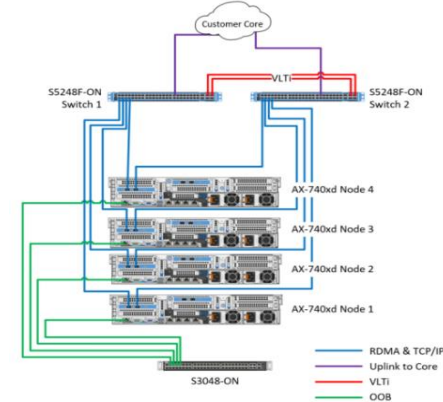 Customer Core
VLTi
S5248F-ON
Switch 1
S5248F-ON
Switch 2
AX-740xd Node 4
AX-740xd Node 3
AX-740xd Node 2
AX-740xd Node 1
S3048-ON
RDMA & TCP/IP
Uplink to Core
VLTi
OOB